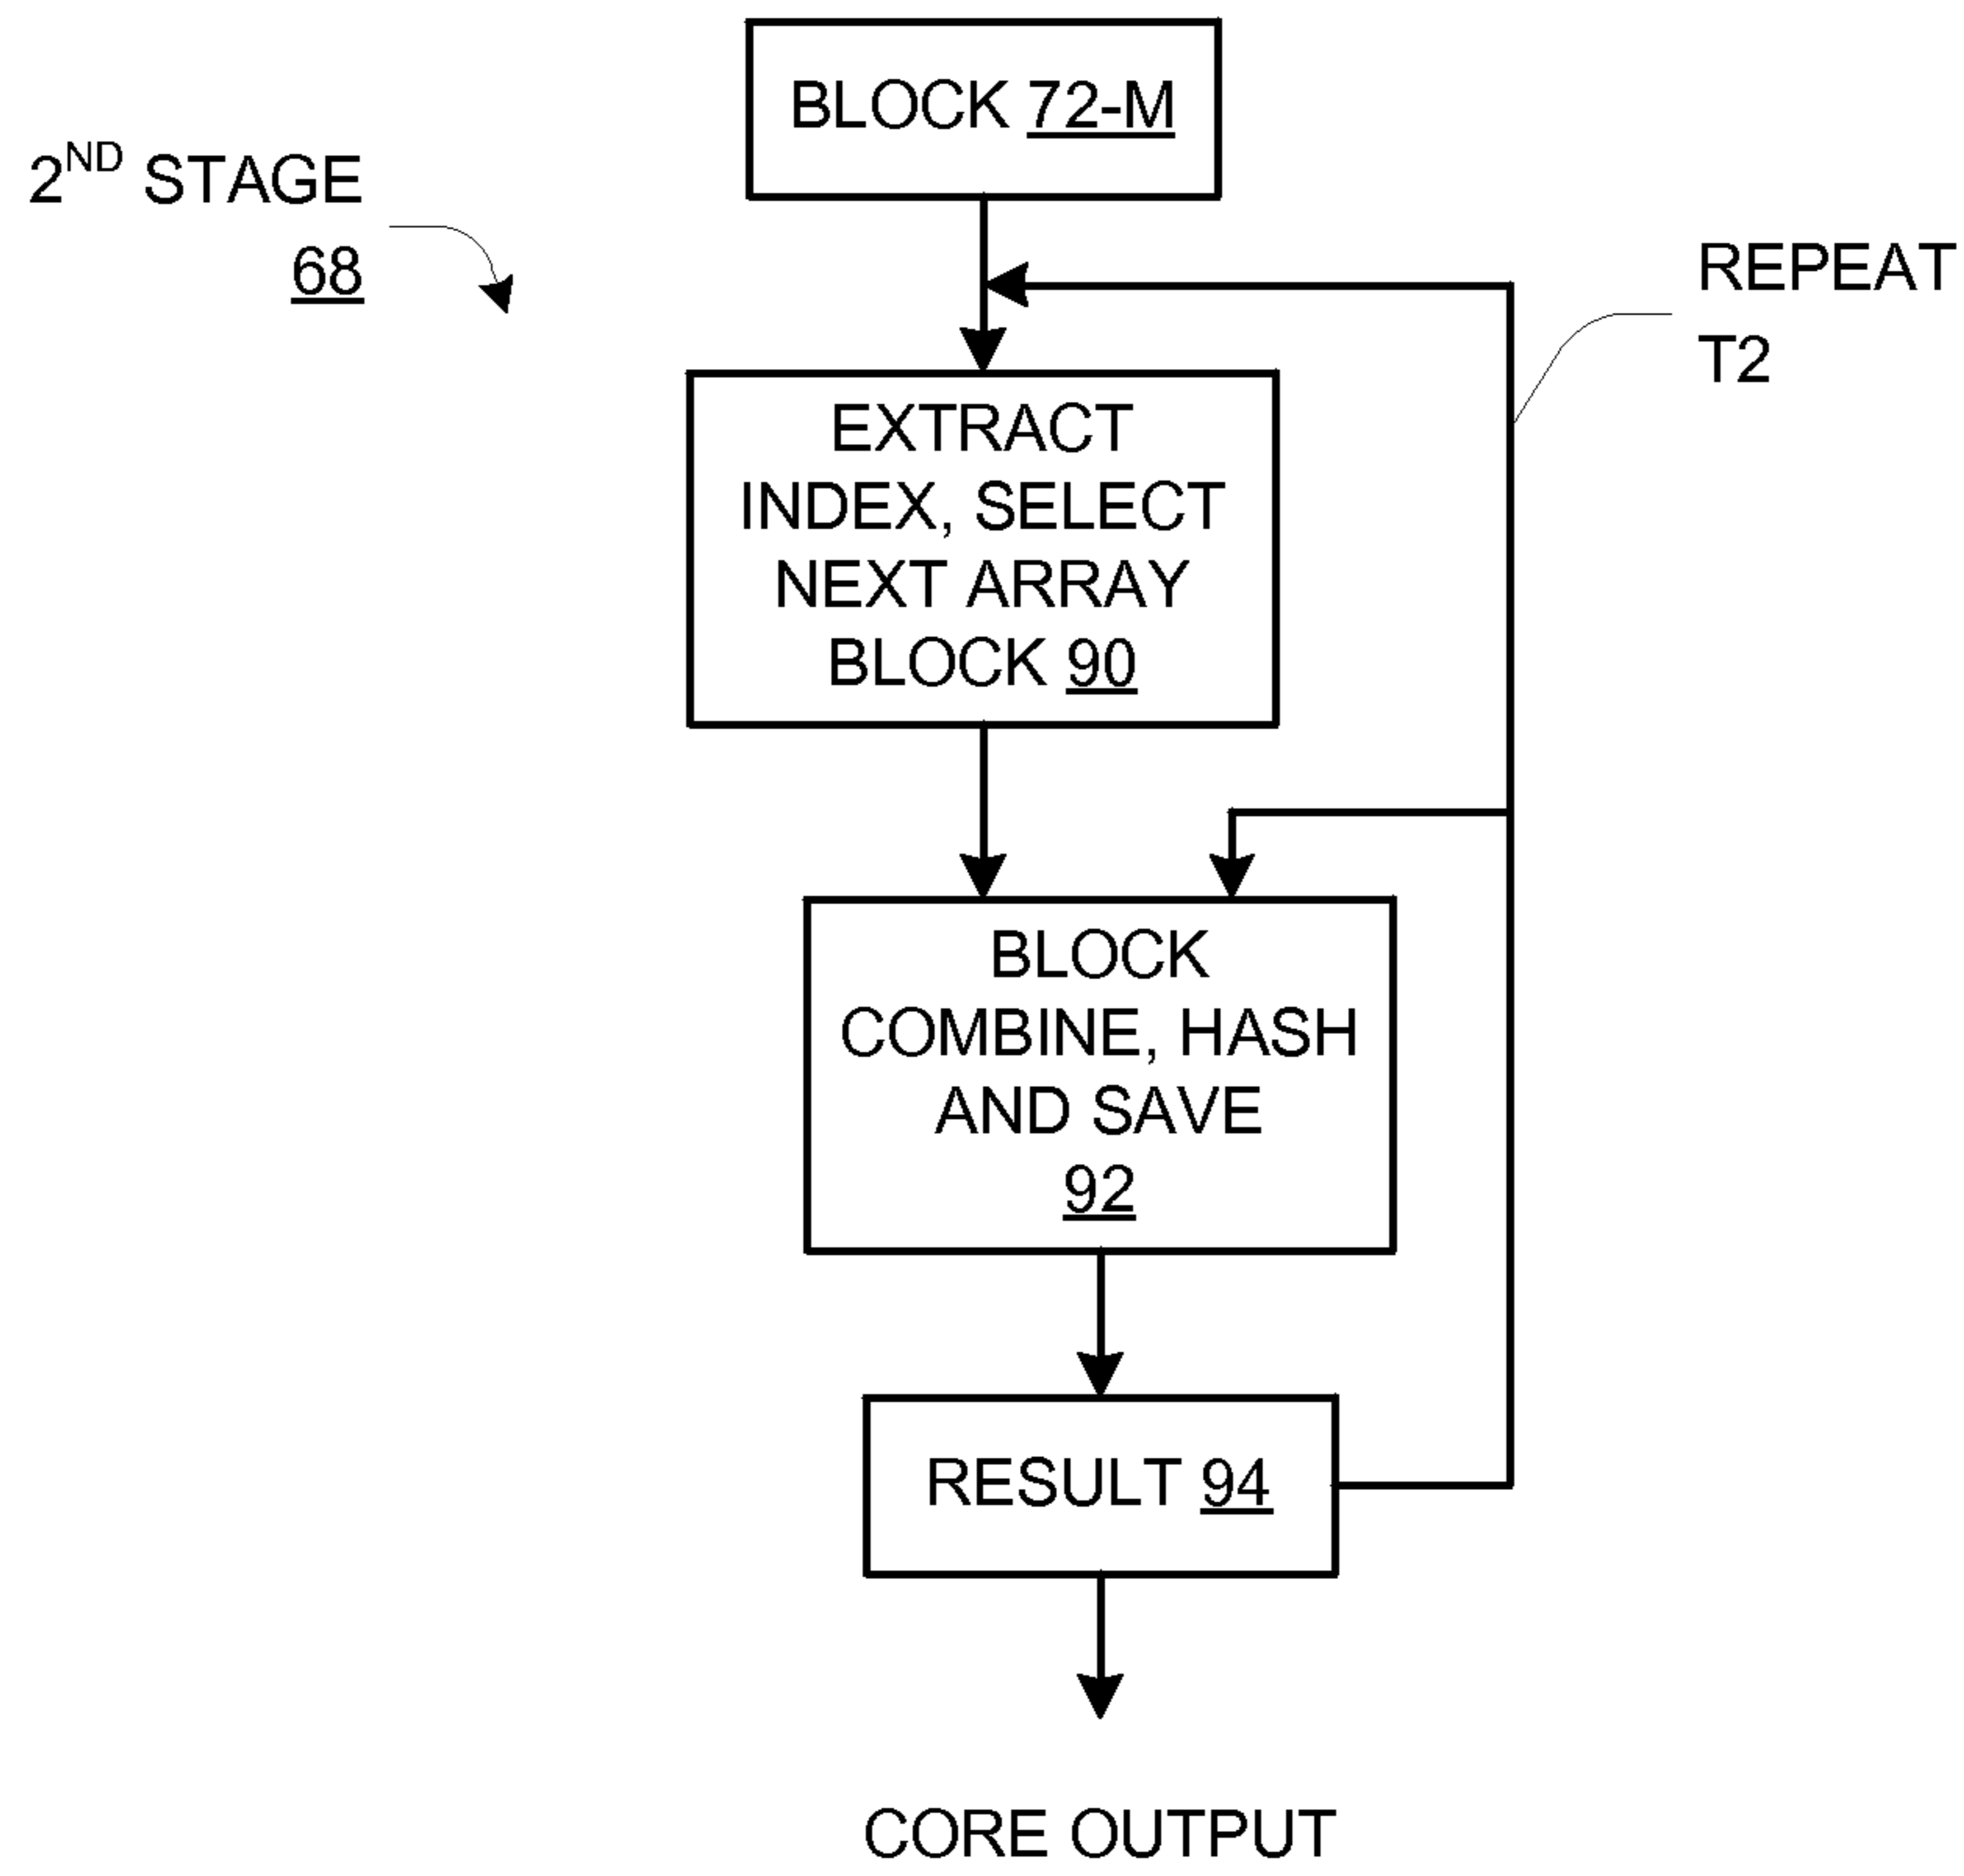 BLOCK 72-M
2ND STAGE
68
REPEAT
T2
EXTRACT
INDEX, SELECT
NEXT ARRAY
BLOCK 90
BLOCK
COMBINE, HASH
AND SAVE
92
RESULT 94
CORE OUTPUT